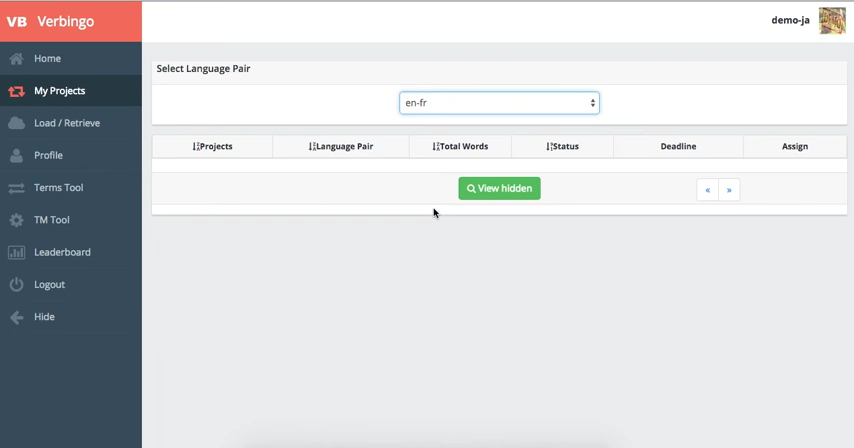 VB Verbingo
demo-ja
Home
My Projects
Load / Retrieve
Profile
Terms Tool
TM Tool
Leaderboard
Logout
Hide
Select Language Pair
en-fr
Projects Language Pair Total Words Status Deadline Assign
View hidden
« »